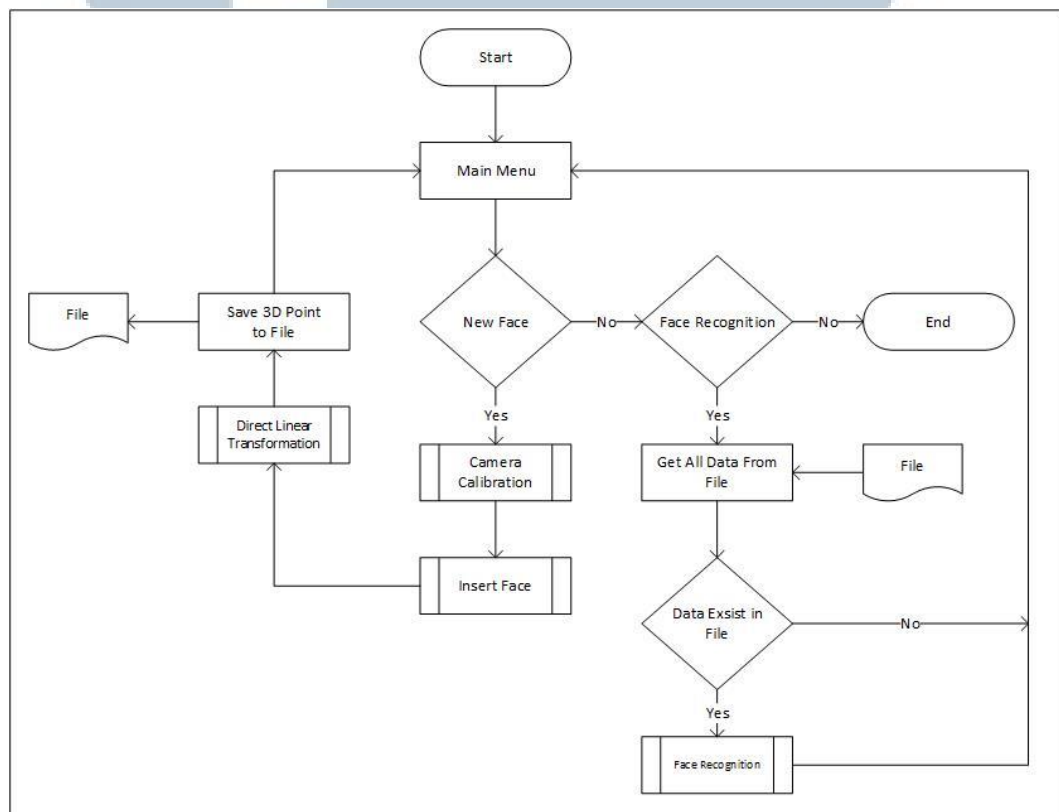 Start
Main Menu
New Face
No
Face Recognition
No
End
File
Save 3D Point
to File
Yes
Yes
Direct Linear
Transformation
Camera
Calibration
Get All Data From
File
File
Insert Face
Data Exsist in
File
No
Yes
Face Recognition